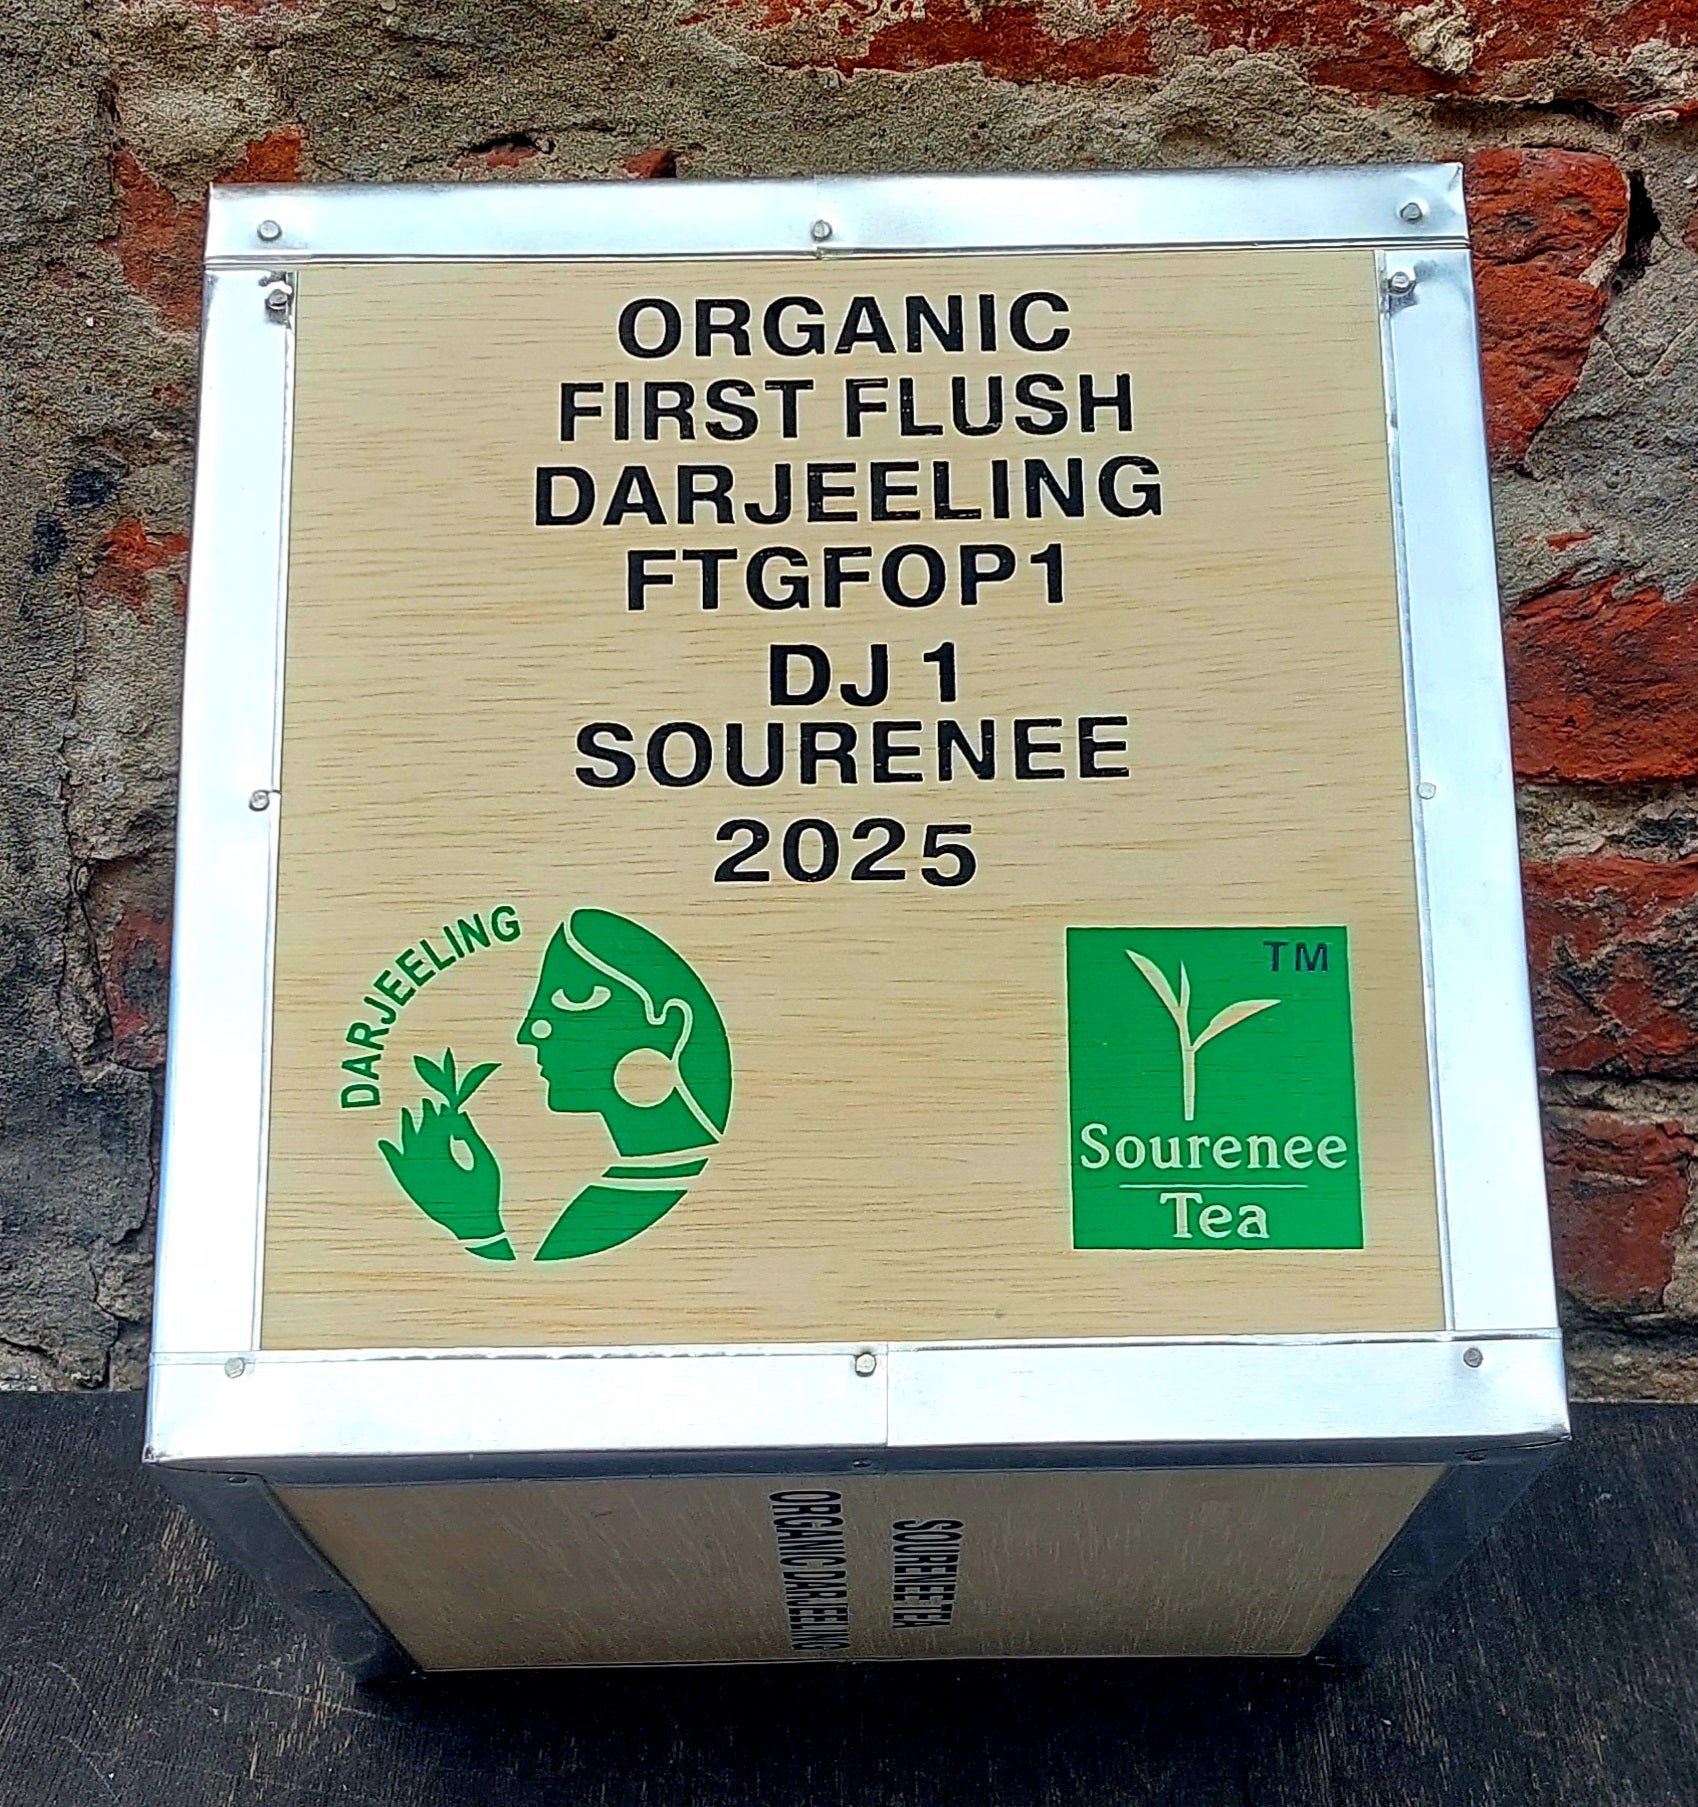 ORGANIC
FIRST FLUSH
DARJEELING
FTGFOP1
DJ 1
SOURENEE
2025
DARJEELING
TM
Sourenee
Tea
SOURENEE TEA
ORGANIC DARJEELING